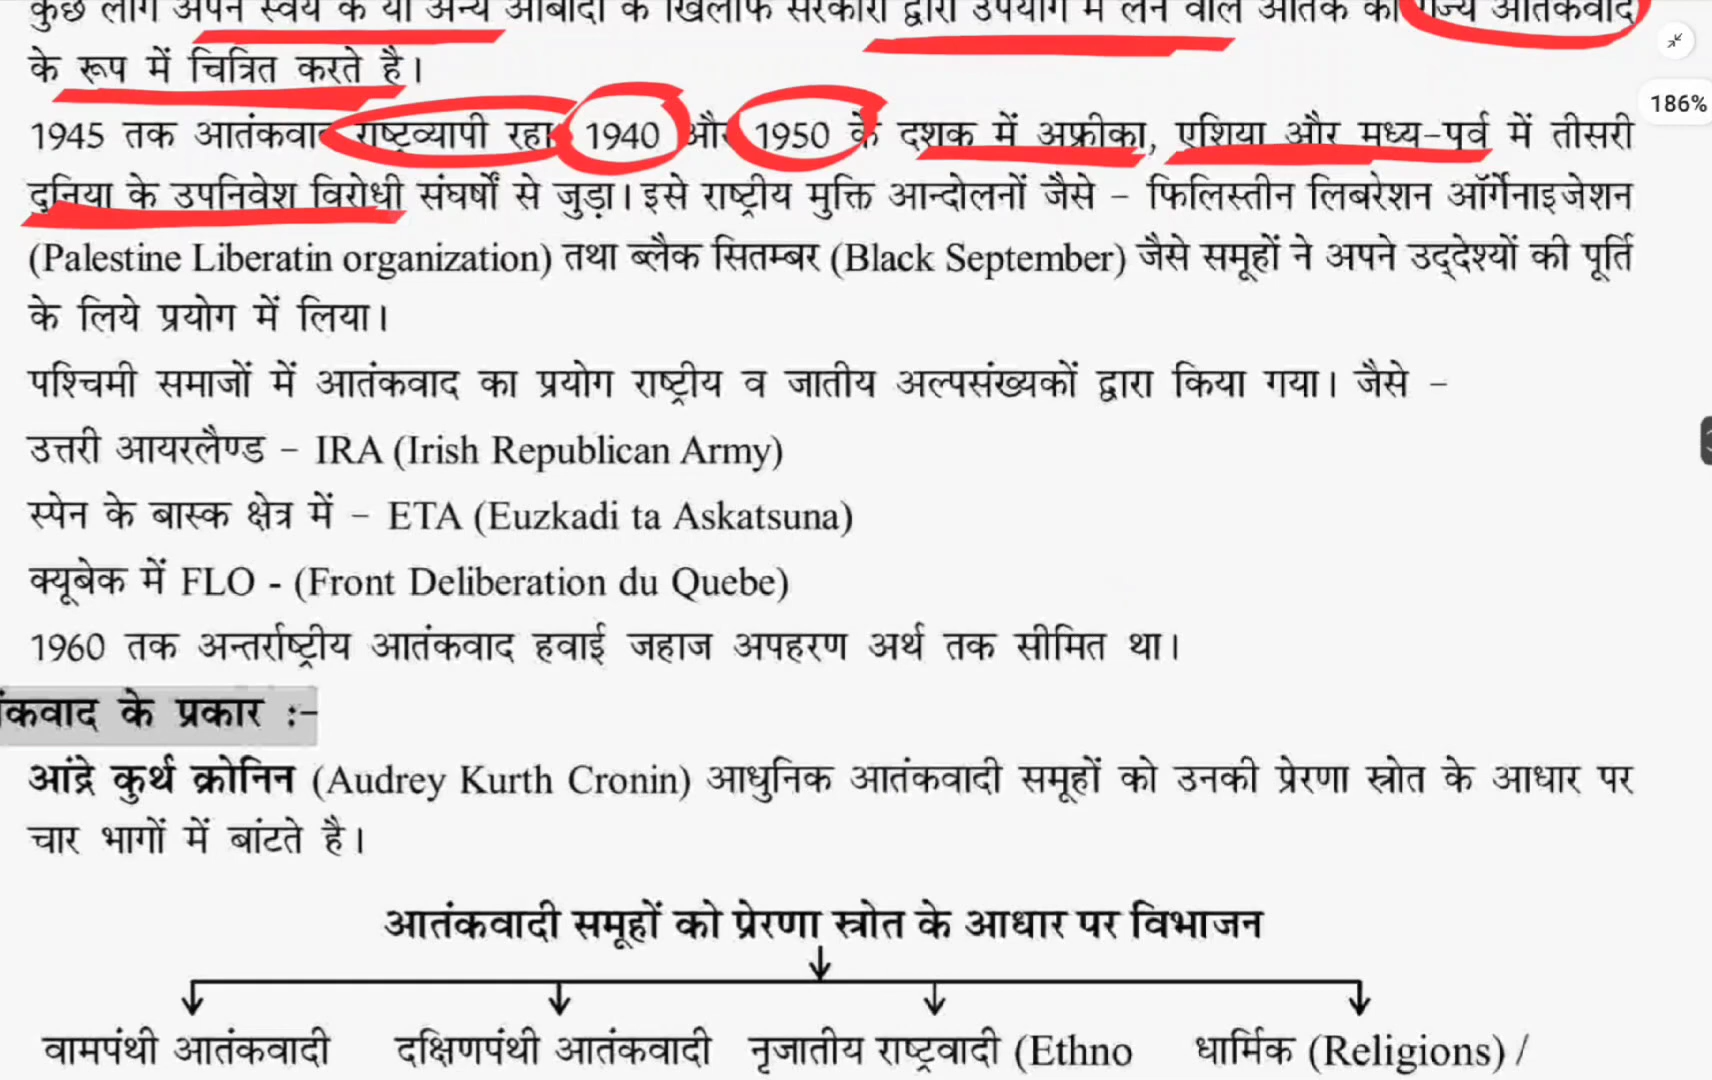 कुछ लोग अपने स्वयं के या अन्य आबादी के खिलाफ सरकारों द्वारा उपयोग में लेने वाले आतंक को राज्य आतंकवाद
के रूप में चित्रित करते है।
186%
1945 तक आतंकवाद राष्ट्रव्यापी रहा 1940 और 1950 के दशक में अफ्रीका, एशिया और मध्य-पूर्व में तीसरी
दुनिया के उपनिवेश विरोधी संघर्षों से जुड़ा। इसे राष्ट्रीय मुक्ति आन्दोलनों जैसे – फिलिस्तीन लिबरेशन ऑर्गेनाइजेशन
(Palestine Liberatin organization) तथा ब्लैक सितम्बर (Black September) जैसे समूहों ने अपने उद्देश्यों की पूर्ति
के लिये प्रयोग में लिया।
पश्चिमी समाजों में आतंकवाद का प्रयोग राष्ट्रीय व जातीय अल्पसंख्यकों द्वारा किया गया। जैसे –
उत्तरी आयरलैण्ड – IRA (Irish Republican Army)
स्पेन के बास्क क्षेत्र में – ETA (Euzkadi ta Askatsuna)
क्यूबेक में FLO - (Front Deliberation du Quebe)
1960 तक अन्तर्राष्ट्रीय आतंकवाद हवाई जहाज अपहरण अर्थ तक सीमित था।
ंकवाद के प्रकार :–
आंद्रे कुर्थ क्रोनिन (Audrey Kurth Cronin) आधुनिक आतंकवादी समूहों को उनकी प्रेरणा स्त्रोत के आधार पर
चार भागों में बांटते है।
आतंकवादी समूहों को प्रेरणा स्त्रोत के आधार पर विभाजन
वामपंथी आतंकवादी दक्षिणपंथी आतंकवादी नृजातीय राष्ट्रवादी (Ethno धार्मिक (Religions) /